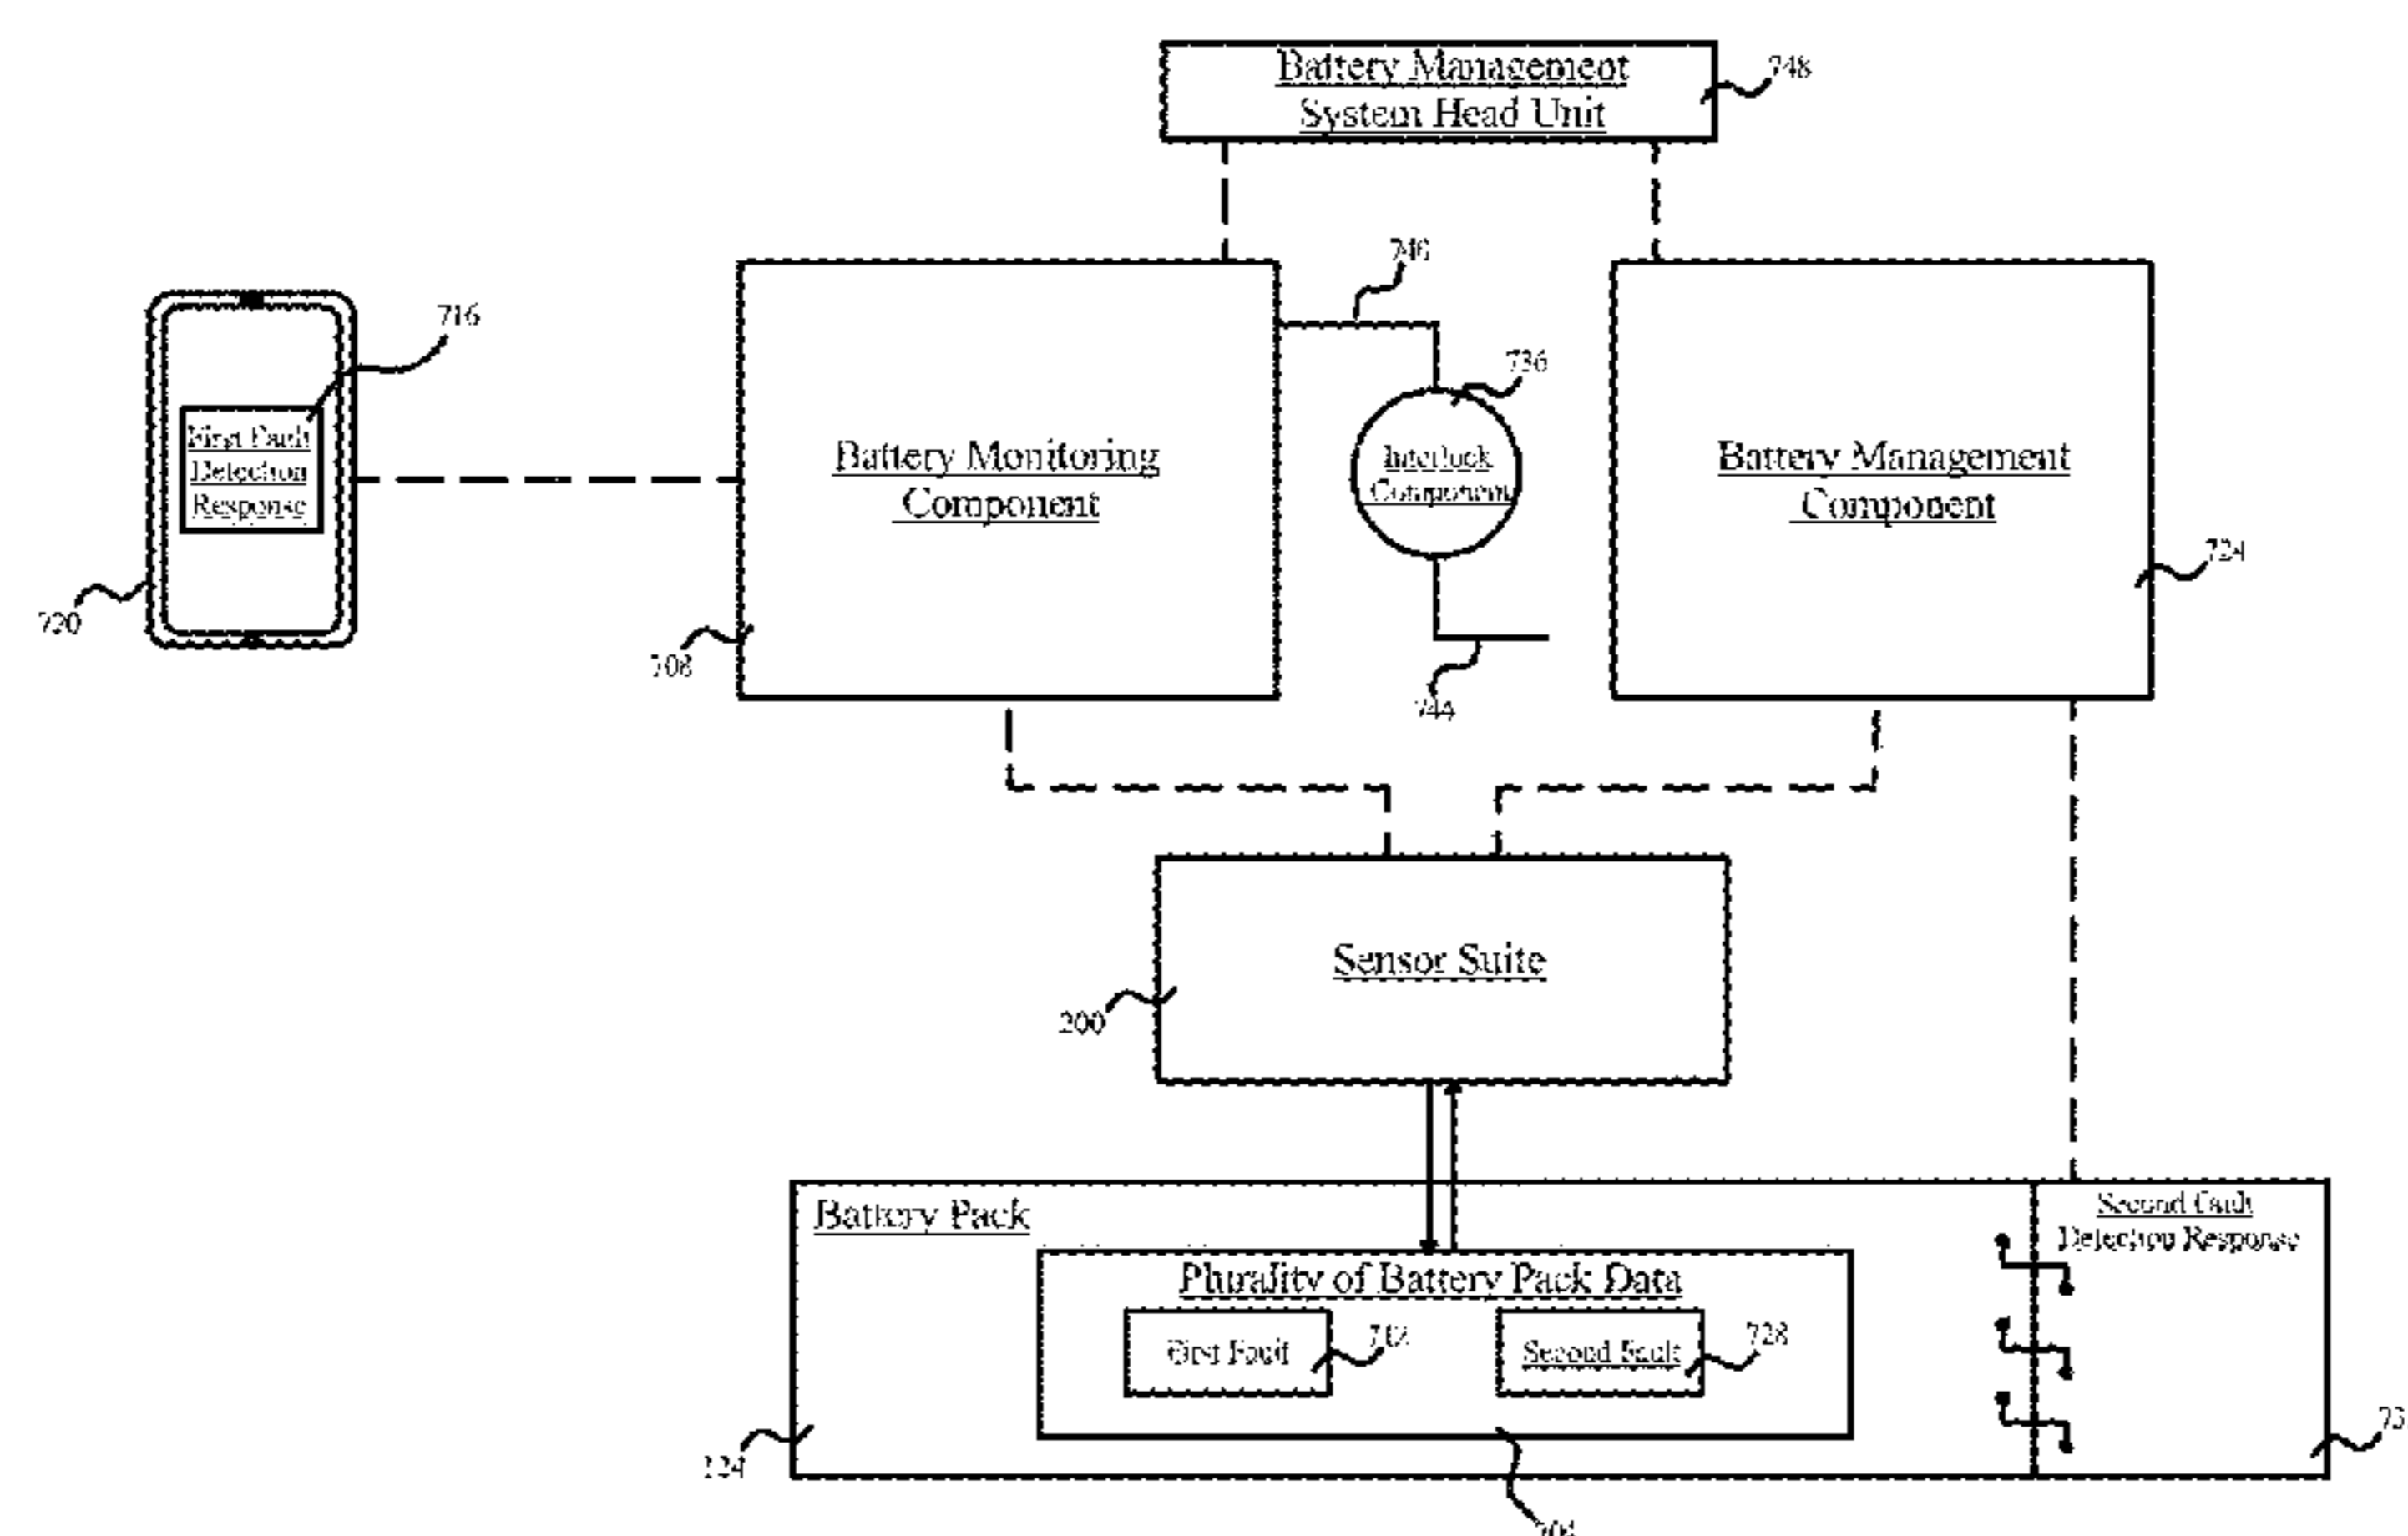 Battery Management
System Head Unit
748
740
716
736
First Fault
Detection
Response
Battery Monitoring
Component
Interlock
Component
Battery Management
Component
724
720
708
744
Sensor Suite
200
Battery Pack
Second Fault
Detection Response
Plurality of Battery Pack Data
First Fault
712
Second Fault
728
124